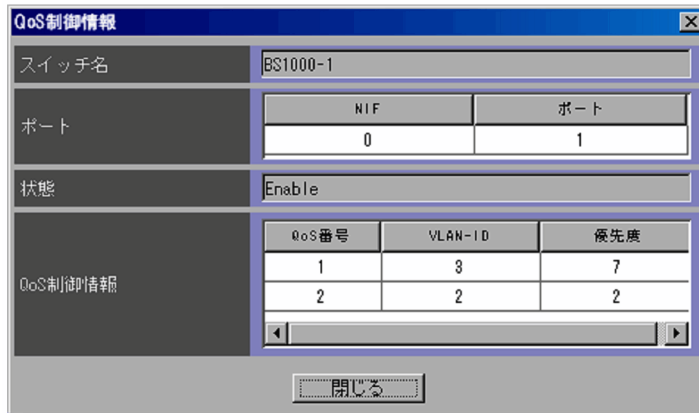 QoS制御情報
スイッチ名
BS1000-1
ポート
NIF ポート
0 1
状態
Enable
QoS制御情報
QoS番号 VLAN-ID 優先度
1 3 7
2 2 2
閉じる